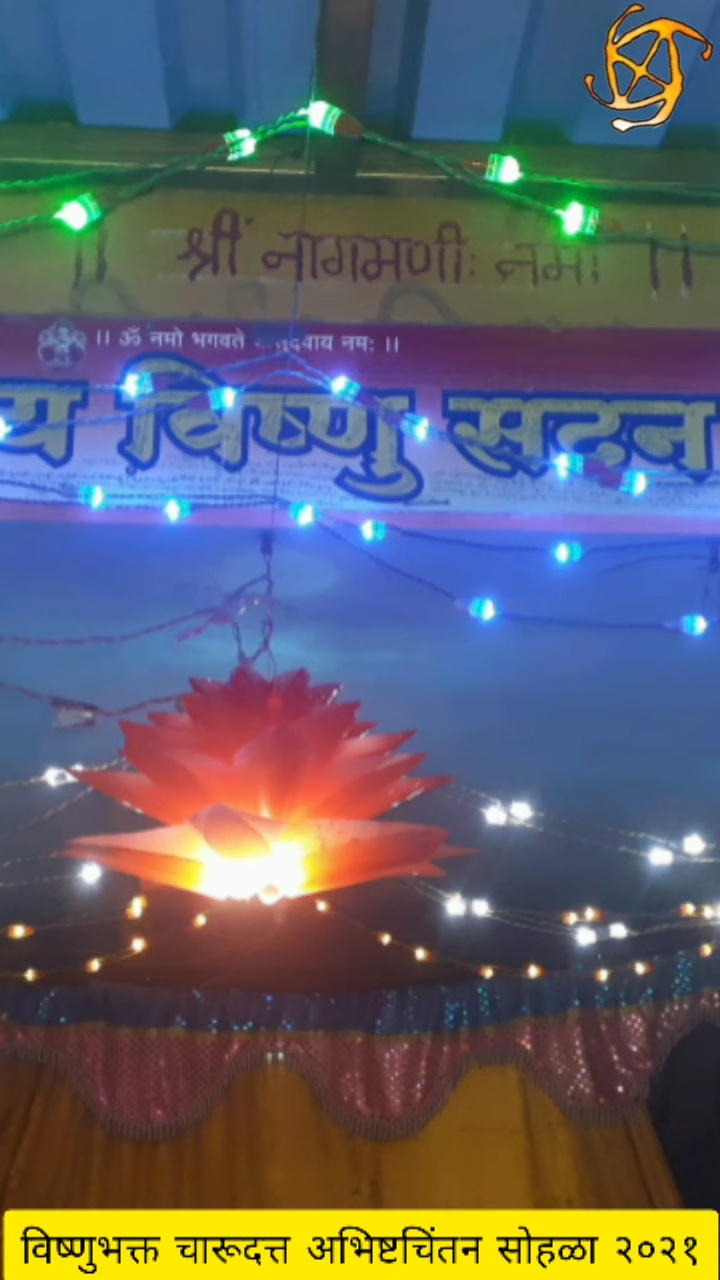 ।। श्रीं नागमणीः नमः ।।
।। ॐ नमो भगवते वासुदेवाय नमः ।।
य विष्णु सदन
विष्णुभक्त चारूदत्त अभिष्टचिंतन सोहळा २०२१